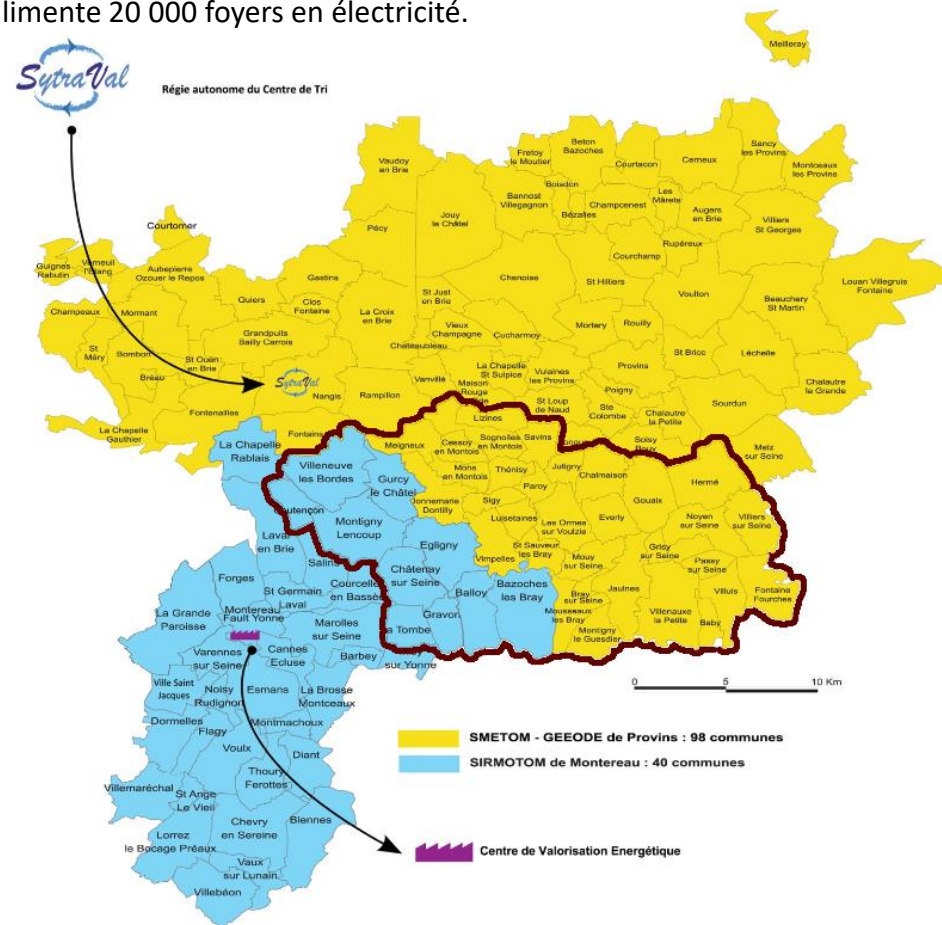 limente 20 000 foyers en électricité.
Meilleray
SytraVal
Régie autonome du Centre de Tri
Vaudoy
en Brie
Fretoy
le Moutier
Beton
Bazoches
Courtacon
Cerneux
Sancy
les Provins
Montceaux
les Provins
Boisdon
Bannost
Villegagnon
Bézalles
Champcenest
Les
Marets
Augers
en Brie
Villiers
St Georges
Courtomer
Pécy
Jouy
le Châtel
Rupéreux
Courchamp
Guignes
Rabutin
Verneuil
l'Etang
Aubepierre
Ozouer le Repos
Gastins
Chenoise
St Hilliers
Voulton
Louan Villegruis
Fontaine
Champeaux
Mormant
Quiers
Clos
Fontaine
La Croix
en Brie
St Just
en Brie
Beauchery
St Martin
Vieux
Champagne
Cucharmoy
Mortery
Rouilly
Grandpuits
Bailly Carrois
Châteaubleau
St
Méry
Bombon
St Ouen
en Brie
Bréau
La Chapelle
St Sulpice
Vulaines
les Provins
Provins
St Brice
Léchelle
SytraVal
Nangis
Rampillon
Vanvillé
Maison
Rouge
Poigny
Chalautre
la Grande
Fontenailles
St Loup
de Naud
Ste
Colombe
Chalautre
la Petite
Sourdun
La Chapelle
Gauthier
Lizines
La Chapelle
Rablais
Fontains
Meigneux
Cessoy
en Montois
Sognolles
en Montois
Savins
Soisy
Bouy
Melz
sur Seine
Villeneuve
les Bordes
Gurcy
le Châtel
Mons
en Montois
Thénisy
Jutigny
Chalmaison
Hermé
Paroy
Gouaix
Donnemarie
Dontilly
Sigy
Luisetaines
Les Ormes
sur Voulzie
Everly
Noyen
sur Seine
Villiers
sur Seine
Montigny
Lencoup
Laval
en Brie
Egligny
Vimpelles
St Sauveur
les Bray
Mouy
sur Seine
Grisy
sur Seine
Passy
sur Seine
Salins
Châtenay
sur Seine
Bazoches
les Bray
Bray
sur Seine
Jaulnes
Villuis
Fontaine
Fourches
Forges
St Germain
Laval
Balloy
Mousseaux
les Bray
Villenauxe
la Petite
Baby
La Grande
Paroisse
Montereau
Fault Yonne
Marolles
sur Seine
Gravon
Montigny
le Guesdier
Varennes
sur Seine
Cannes
Ecluse
Barbey
sur Yonne
0 5 10 Km
Ville Saint
Jacques
Noisy
Rudignon
Esmans
La Brosse
Montceaux
Dormelles
Flagy
Montmachoux
SMETOM - GEEODE de Provins : 98 communes
SIRMOTOM de Montereau : 40 communes
Voulx
Diant
Thoury
Ferottes
Villemaréchal
St Ange
Le Vieil
Chevry
en Sereine
Blennes
Lorrez
le Bocage Préaux
Centre de Valorisation Energétique
Vaux
sur Lunain
Villebéon